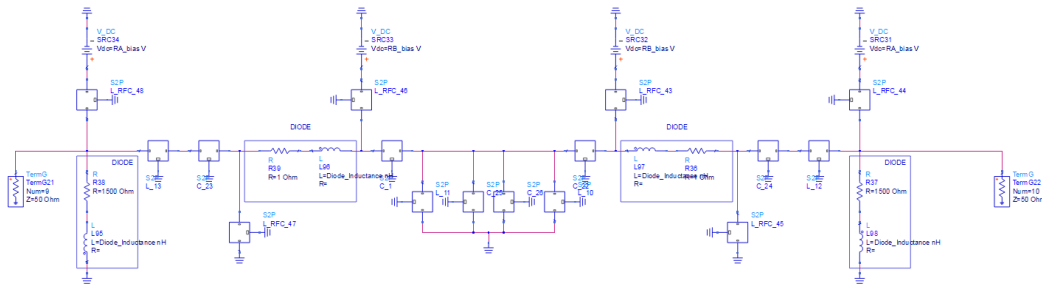 V_DC
SRC34
Vdc=RA_bias V
V_DC
SRC33
Vdc=RB_bias V
V_DC
SRC32
Vdc=RB_bias V
V_DC
SRC31
Vdc=RA_bias V
S2P
L_RFC_48
S2P
L_RFC_46
S2P
L_RFC_43
S2P
L_RFC_44
DIODE
DIODE
DIODE
R
R38
R=1500 Ohm
L
L95
L=Diode_Inductance nH
R=
S2P
L_13
S2P
C_23
R
R39
R=1 Ohm
L
L96
L=Diode_Inductance nH
R=
S2P
C_1
S2P
L_RFC_47
S2P
L_11
S2P
C_25
S2P
C_26
S2P
L_10
L
L97
L=Diode_Inductance nH
R=
R
R36
R=1 Ohm
S2P
L_RFC_45
S2P
C_24
S2P
L_12
DIODE
R
R37
R=1500 Ohm
L
L98
L=Diode_Inductance nH
R=
TermG
TermG21
Num=9
Z=50 Ohm
TermG
TermG22
Num=10
Z=50 Ohm